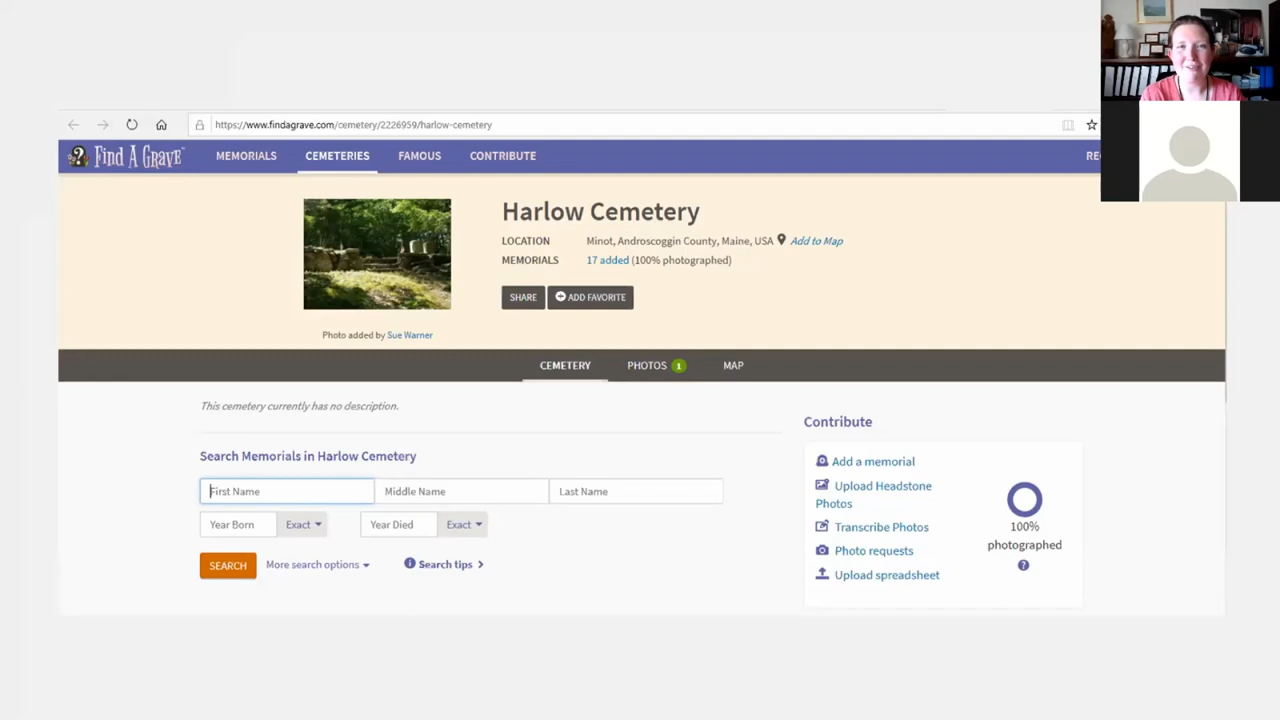 https://www.findagrave.com/cemetery/2226959/harlow-cemetery
FIND A GRAVE™ MEMORIALS CEMETERIES FAMOUS CONTRIBUTE
Harlow Cemetery
LOCATION Minot, Androscoggin County, Maine, USA Add to Map
MEMORIALS 17 added (100% photographed)
SHARE ADD FAVORITE
Photo added by Sue Warner
CEMETERY PHOTOS 1 MAP
This cemetery currently has no description.
Contribute
Search Memorials in Harlow Cemetery
Add a memorial
Upload Headstone
Photos
First Name Middle Name Last Name
Year Born Exact Year Died Exact
Transcribe Photos
100%
photographed
?
Photo requests
SEARCH More search options Search tips
Upload spreadsheet